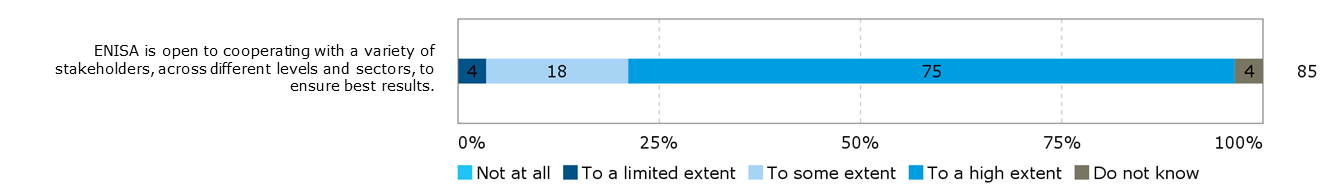 ENISA is open to cooperating with a variety of
stakeholders, across different levels and sectors, to
ensure best results.
4 18 75 4 85
0% 25% 50% 75% 100%
Not at all To a limited extent To some extent To a high extent Do not know